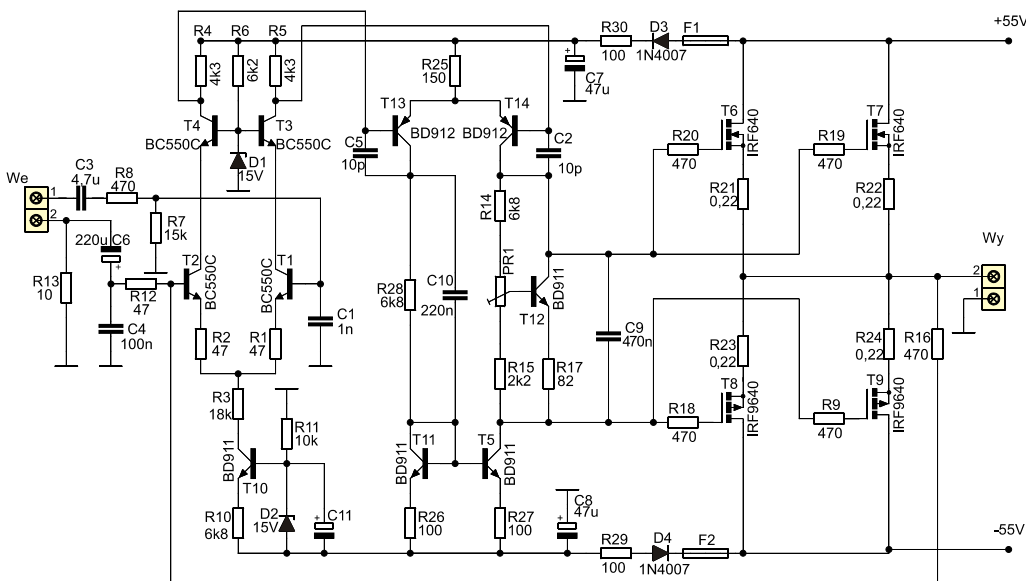 R4 R6 R5 R30 D3 F1 +55V
4k3 6k2 4k3 100 1N4007
R25 150
C7 47u
T13 T14 T6 T7
T4 T3 BD912 BD912 R20 IRF640 R19 IRF640
BC550C BC550C C5 C2 470 470
D1 15V 10p 10p
We C3 4,7u R8 470
1
2
R14 6k8 R21 0,22 R22 0,22
220u C6 R7 15k
Wy
PR1
T2 BC550C BC550C T1
2
1
R13 10 R12 47 R28 6k8 C10 220n BD911
T12
C4 100n R2 47 R1 47 C1 1n C9 470n R23 0,22 R24 0,22 R16 470
R15 2k2 R17 82
T8 T9
R3 18k IRF9640 IRF9640
R18 470 R9 470
R11 10k
BD911 T11 T5
T10 BD911 BD911
R10 6k8 D2 15V C11 R26 100 R27 100 C8 47u
R29 D4 F2 -55V
100 1N4007